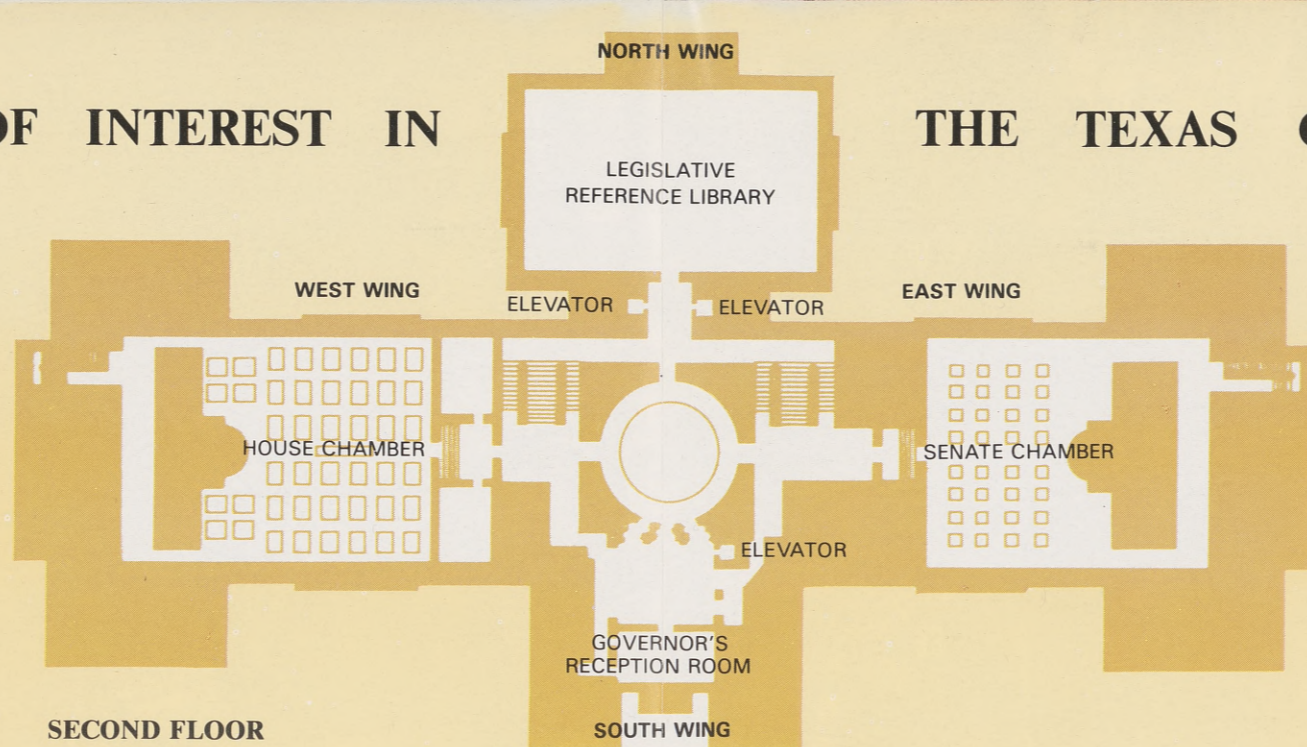 NORTH WING
OF INTEREST IN THE TEXAS
LEGISLATIVE
REFERENCE LIBRARY
WEST WING
EAST WING
ELEVATOR
ELEVATOR
HOUSE CHAMBER
SENATE CHAMBER
ELEVATOR
GOVERNOR'S
RECEPTION ROOM
SECOND FLOOR
SOUTH WING